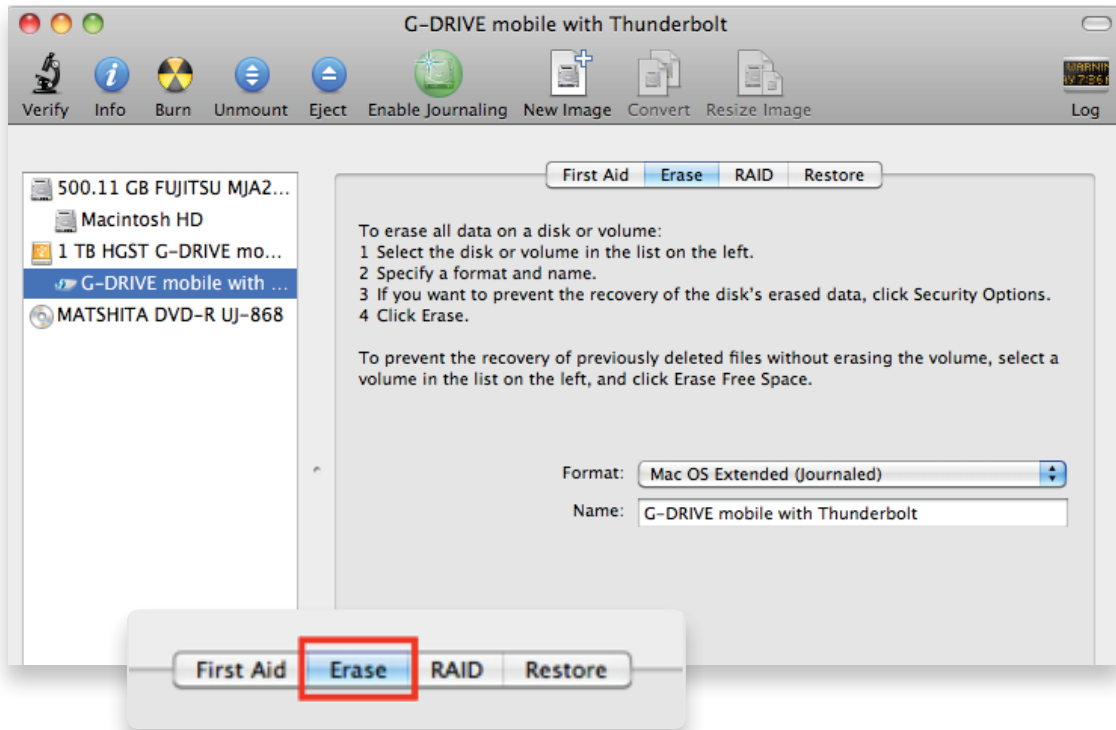 G-DRIVE mobile with Thunderbolt
Verify Info Burn Unmount Eject Enable Journaling New Image Convert Resize Image Log
First Aid Erase RAID Restore
500.11 GB FUJITSU MJA2...
Macintosh HD
1 TB HGST G-DRIVE mo...
G-DRIVE mobile with ...
MATSHITA DVD-R UJ-868
To erase all data on a disk or volume:
1 Select the disk or volume in the list on the left.
2 Specify a format and name.
3 If you want to prevent the recovery of the disk's erased data, click Security Options.
4 Click Erase.
To prevent the recovery of previously deleted files without erasing the volume, select a
volume in the list on the left, and click Erase Free Space.
Format: Mac OS Extended (Journaled)
Name: G-DRIVE mobile with Thunderbolt
First Aid Erase RAID Restore